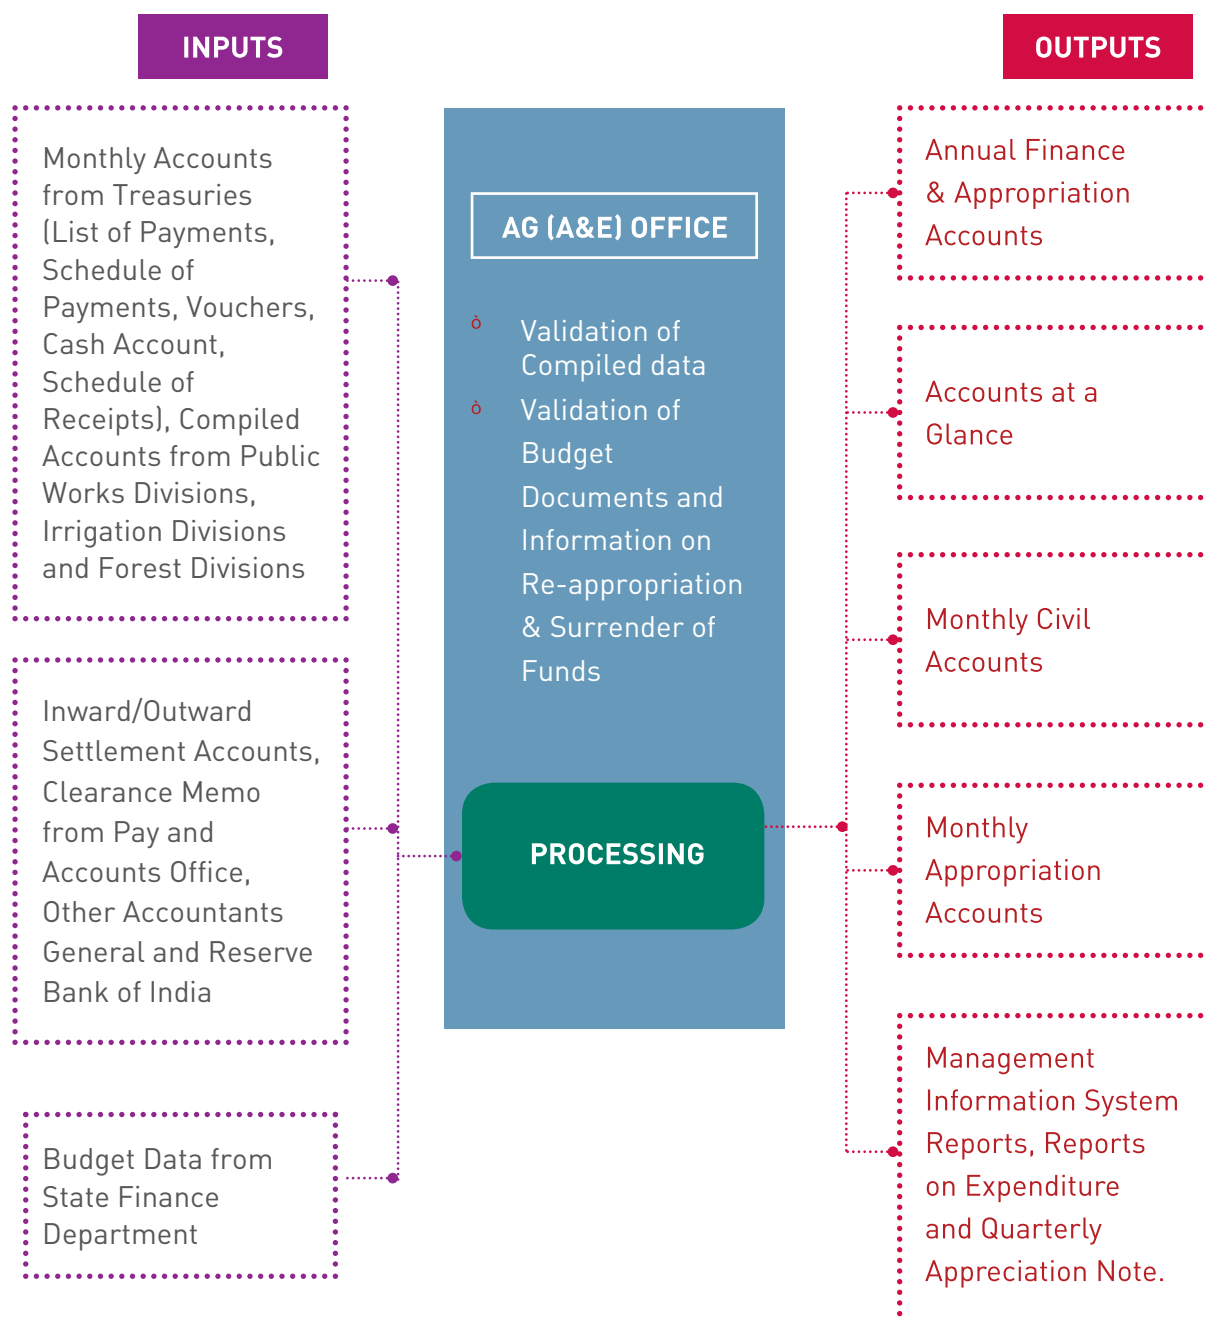 INPUTS
Monthly Accounts
from Treasuries
(List of Payments,
Schedule of
Payments, Vouchers,
Cash Account,
Schedule of
Receipts), Compiled
Accounts from Public
Works Divisions,
Irrigation Divisions
and Forest Divisions
Inward/Outward
Settlement Accounts,
Clearance Memo
from Pay and
Accounts Office,
Other Accountants
General and Reserve
Bank of India
Budget Data from
State Finance
Department
AG (A&E) OFFICE
ò Validation of
Compiled data
ò Validation of
Budget
Documents and
Information on
Re-appropriation
& Surrender of
Funds
PROCESSING
OUTPUTS
Annual Finance
& Appropriation
Accounts
Accounts at a
Glance
Monthly Civil
Accounts
Monthly
Appropriation
Accounts
Management
Information System
Reports, Reports
on Expenditure
and Quarterly
Appreciation Note.